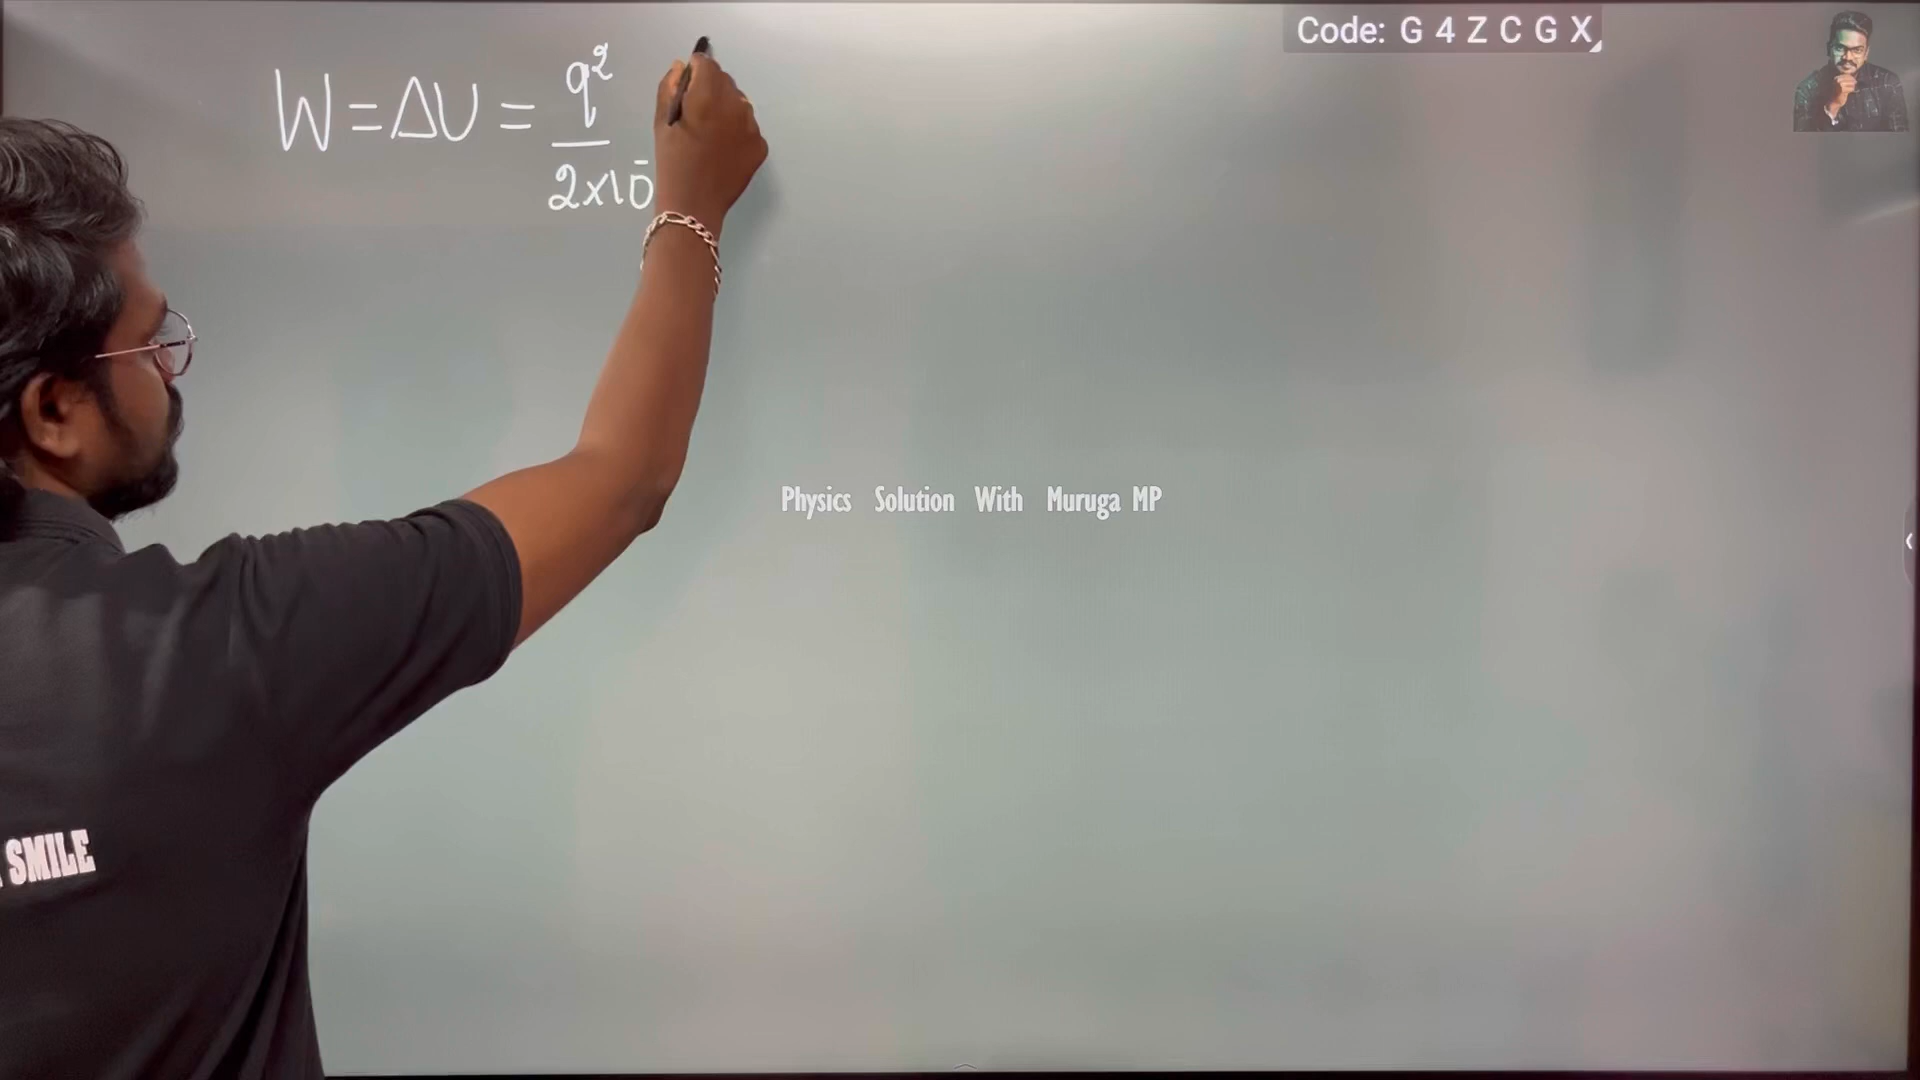 Code: G 4 Z C G X
W = ΔU = q²/2×10⁻
Physics Solution With Muruga MP
SMILE